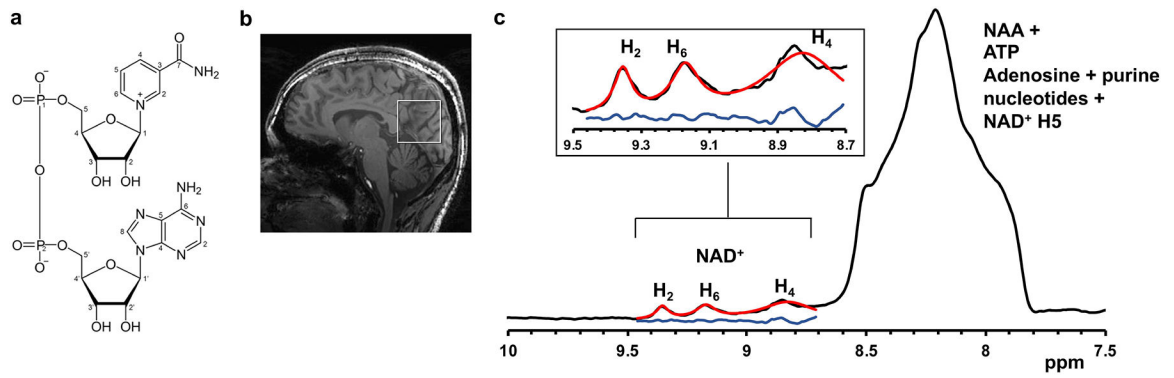 a
b
c
O
4
3
7
NH₂
5
6
2
N
+
1
O⁻
O=P
1
O
5
O
4
1
3
2
OH OH
O
NH₂
6
N
5
N
8
4
N
N
2
O=P
2
O
O⁻
5'
O
4'
1'
3'
2'
OH OH
H₂
H₆
H₄
9.5 9.3 9.1 8.9 8.7
NAA +
ATP
Adenosine + purine
nucleotides +
NAD⁺ H5
NAD⁺
H₂
H₆
H₄
10 9.5 9 8.5 8 7.5
ppm